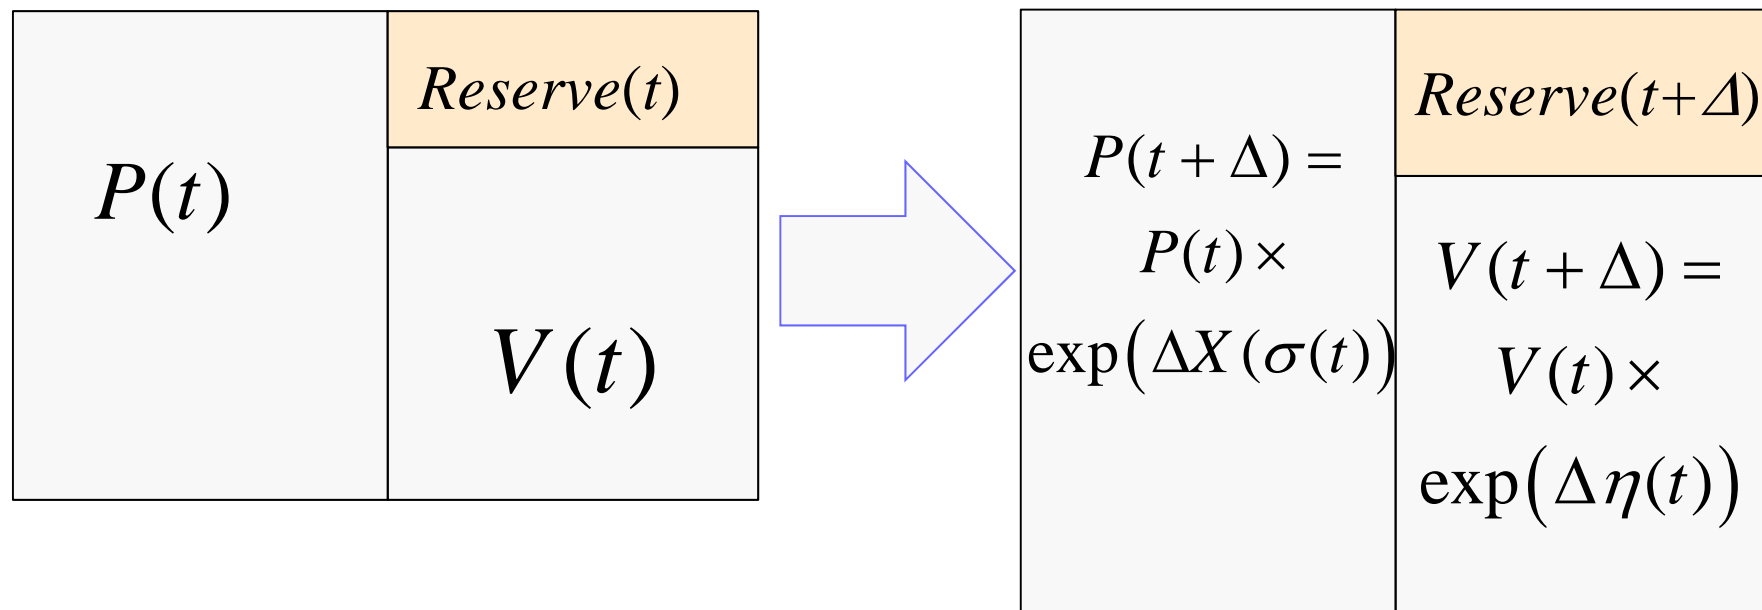 P(t)
Reserve(t)
V(t)
P(t + Δ) =
P(t) ×
exp(ΔX(σ(t))
Reserve(t+Δ)
V(t + Δ) =
V(t) ×
exp(Δη(t))